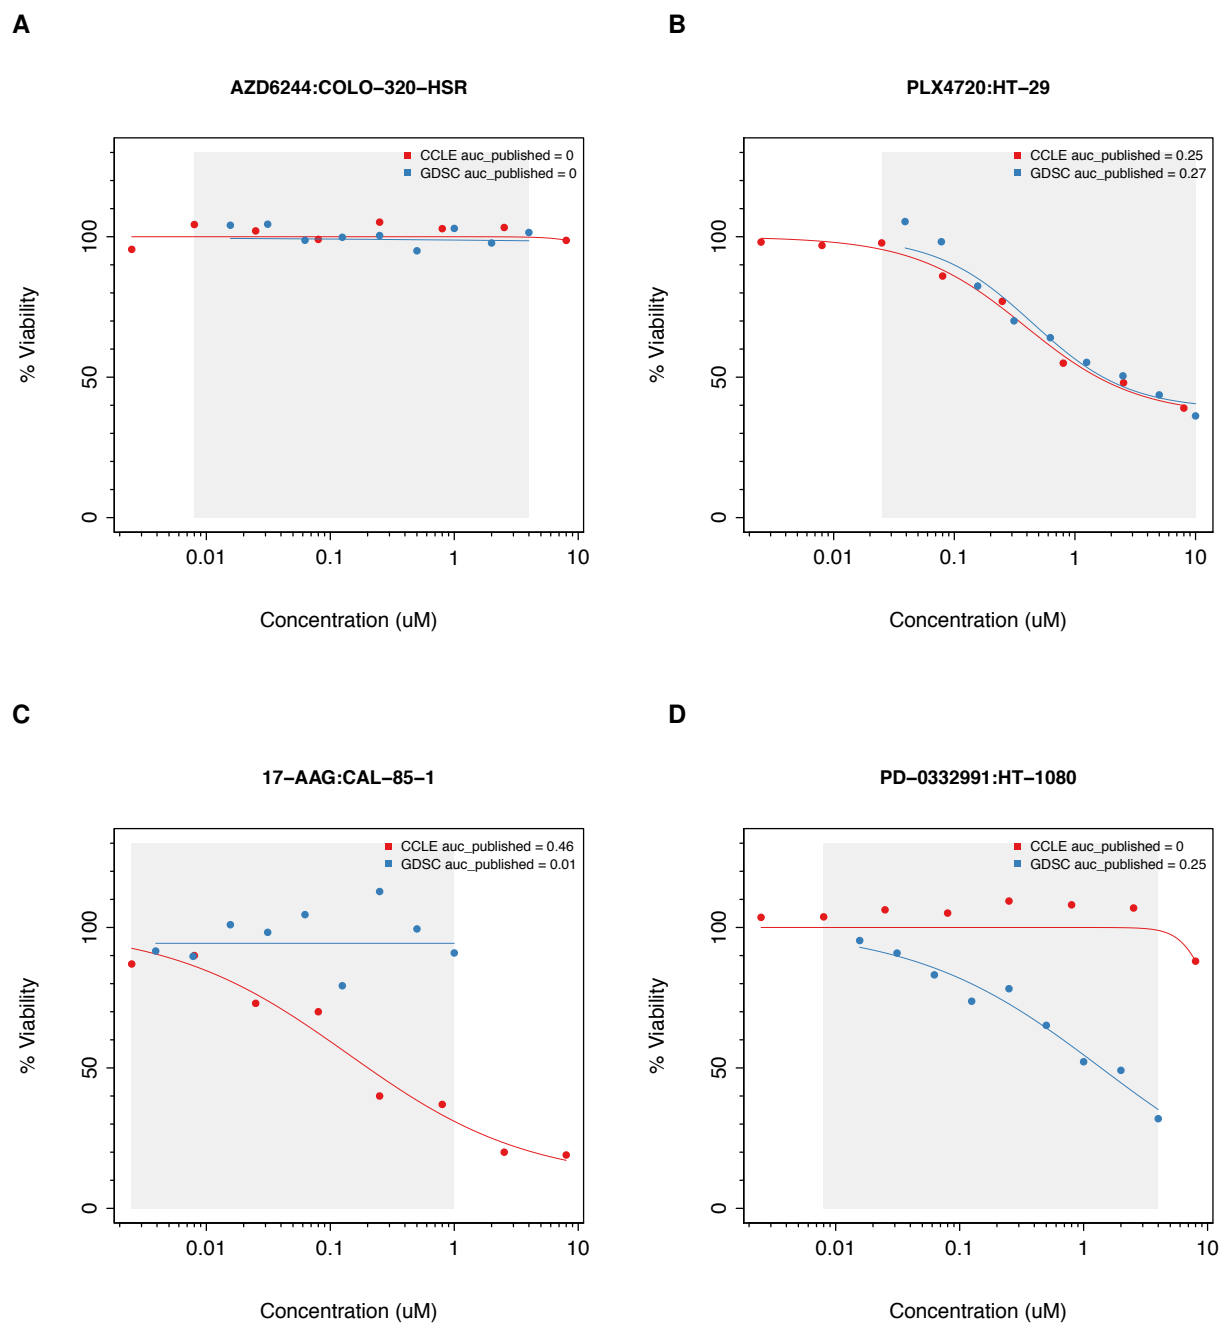 A
AZD6244:COLO−320−HSR
CCLE auc_published = 0
GDSC auc_published = 0
% Viability
100
50
0
0.01
0.1
1
10
Concentration (uM)
B
PLX4720:HT−29
CCLE auc_published = 0.25
GDSC auc_published = 0.27
% Viability
100
50
0
0.01
0.1
1
10
Concentration (uM)
C
17−AAG:CAL−85−1
CCLE auc_published = 0.46
GDSC auc_published = 0.01
% Viability
100
50
0
0.01
0.1
1
10
Concentration (uM)
D
PD−0332991:HT−1080
CCLE auc_published = 0
GDSC auc_published = 0.25
% Viability
100
50
0
0.01
0.1
1
10
Concentration (uM)